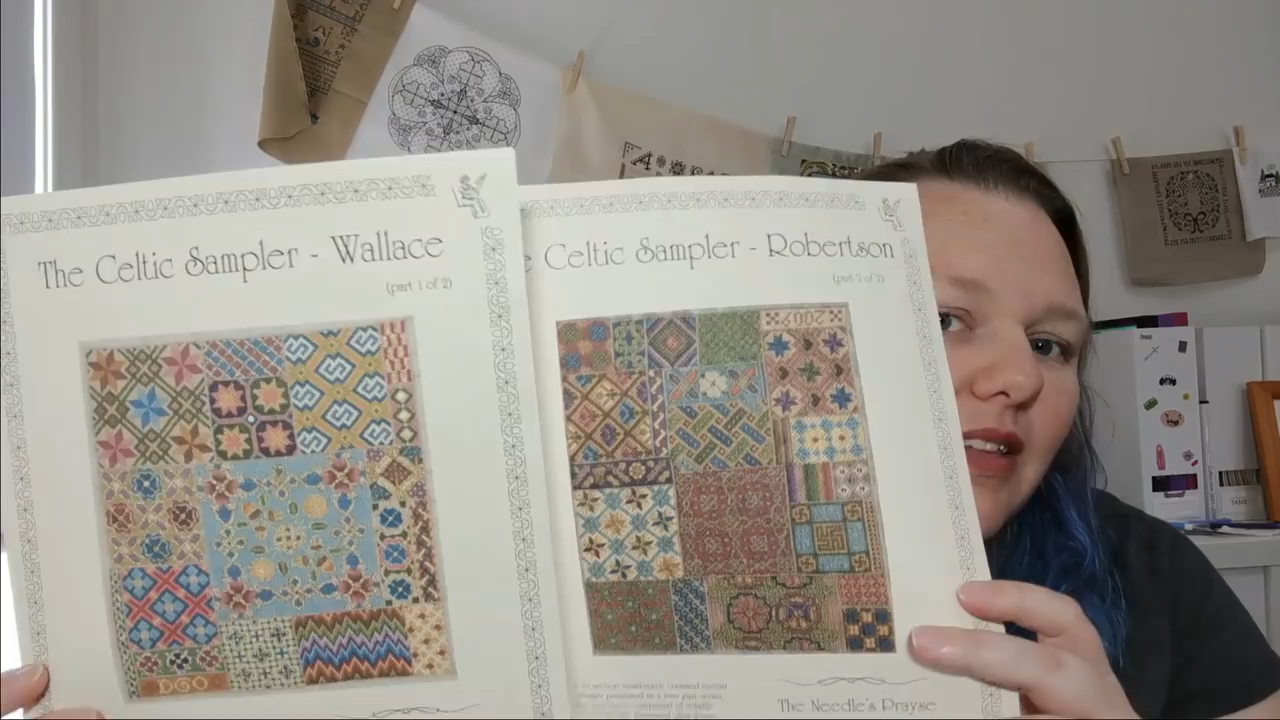 The Celtic Sampler - Wallace
(part 1 of 2)
DGO
Celtic Sampler - Robertson
(part 2 of 2)
2002
The Needle's Prayse
A